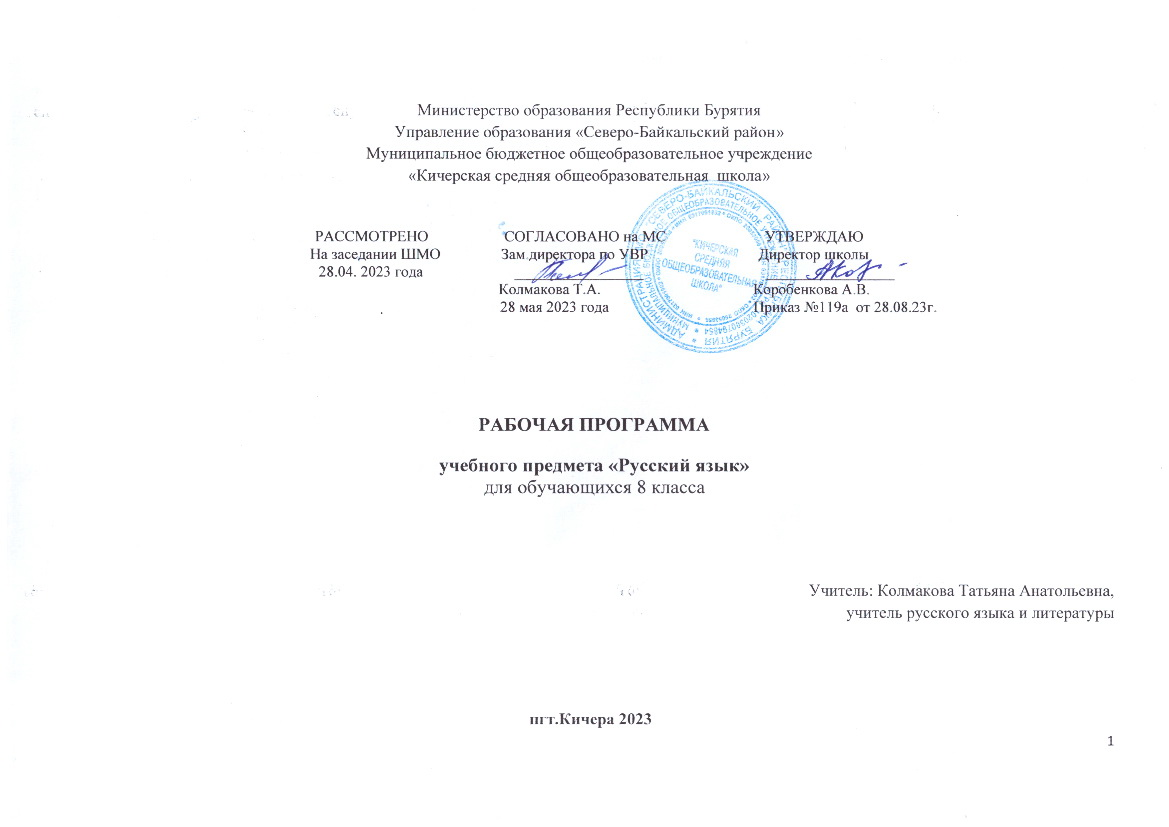 Министерство образования Республики Бурятия
Управление образования «Северо-Байкальский район»
Муниципальное бюджетное общеобразовательное учреждение
«Кичерская средняя общеобразовательная школа»
РАССМОТРЕНО СОГЛАСОВАНО на МС УТВЕРЖДАЮ
На заседании ШМО Зам.директора по УВР Директор школы
28.04. 2023 года
Колмакова Т.А. Коробенкова А.В.
28 мая 2023 года Приказ №119а от 28.08.23г.
"КИЧЕРСКАЯ
СРЕДНЯЯ
ОБЩЕОБРАЗОВАТЕЛЬНАЯ
ШКОЛА"
РАБОЧАЯ ПРОГРАММА
учебного предмета «Русский язык»
для обучающихся 8 класса
Учитель: Колмакова Татьяна Анатольевна,
учитель русского языка и литературы
пгт.Кичера 2023
1